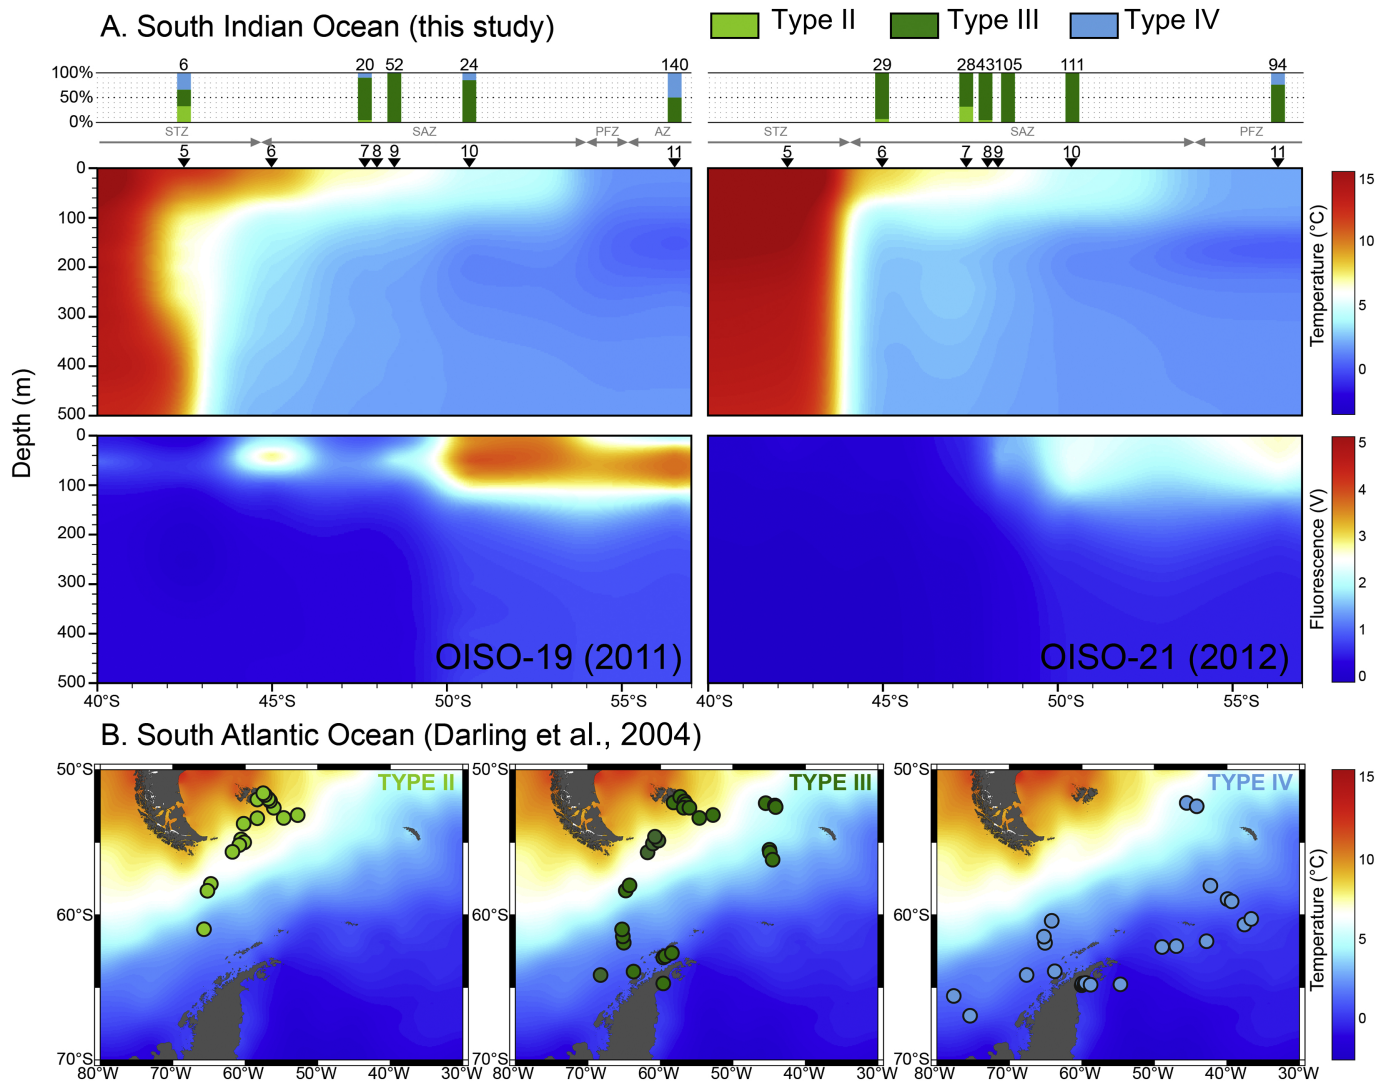 A. South Indian Ocean (this study)
Type II Type III Type IV
6 20 52 24 140 29 28 43 105 111 94
100%
50%
0%
STZ SAZ PFZ AZ STZ SAZ PFZ
5 6 7 8 9 10 11 5 6 7 8 9 10 11
0
100
200
300
400
500
15
10
5
0
Temperature (°C)
Depth (m)
0
100
200
300
400
500
5
4
3
2
1
0
Fluorescence (V)
OISO-19 (2011) OISO-21 (2012)
40°S 45°S 50°S 55°S 40°S 45°S 50°S 55°S
B. South Atlantic Ocean (Darling et al., 2004)
50°S 50°S 50°S
TYPE II TYPE III TYPE IV
60°S 60°S 60°S
70°S 70°S 70°S
80°W 70°W 60°W 50°W 40°W 30°W 80°W 70°W 60°W 50°W 40°W 30°W 80°W 70°W 60°W 50°W 40°W 30°W
15
10
5
0
Temperature (°C)